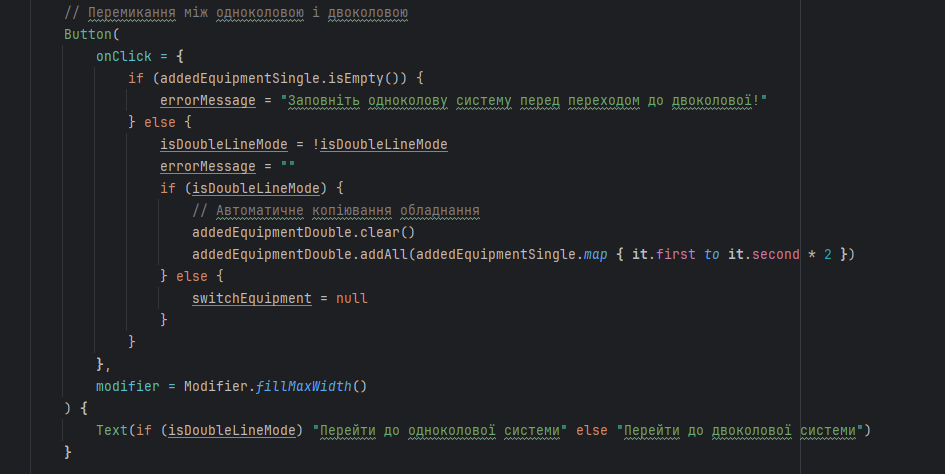 // Перемикання між одноколовою і двоколовою
Button(
onClick = {
if (addedEquipmentSingle.isEmpty()) {
errorMessage = "Заповніть одноколову систему перед переходом до двоколової!"
} else {
isDoubleLineMode = !isDoubleLineMode
errorMessage = ""
if (isDoubleLineMode) {
// Автоматичне копіювання обладнання
addedEquipmentDouble.clear()
addedEquipmentDouble.addAll(addedEquipmentSingle.map { it.first to it.second * 2 })
} else {
switchEquipment = null
}
}
},
modifier = Modifier.fillMaxWidth()
) {
Text(if (isDoubleLineMode) "Перейти до одноколової системи" else "Перейти до двоколової системи")
}